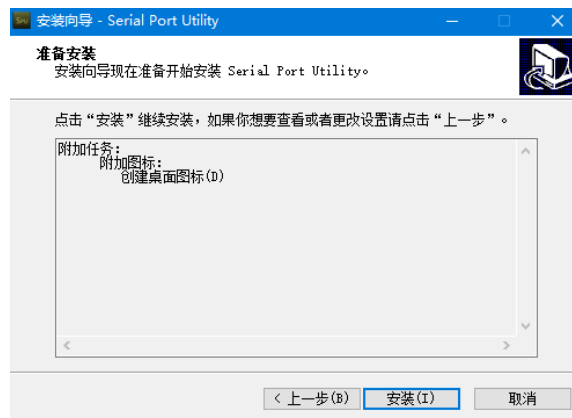 安装向导 - Serial Port Utility
准备安装
安装向导现在准备开始安装 Serial Port Utility。
点击“安装”继续安装，如果你想要查看或者更改设置请点击“上一步”。
附加任务：
附加图标：
创建桌面图标(D)
< 上一步(B)
安装(I)
取消